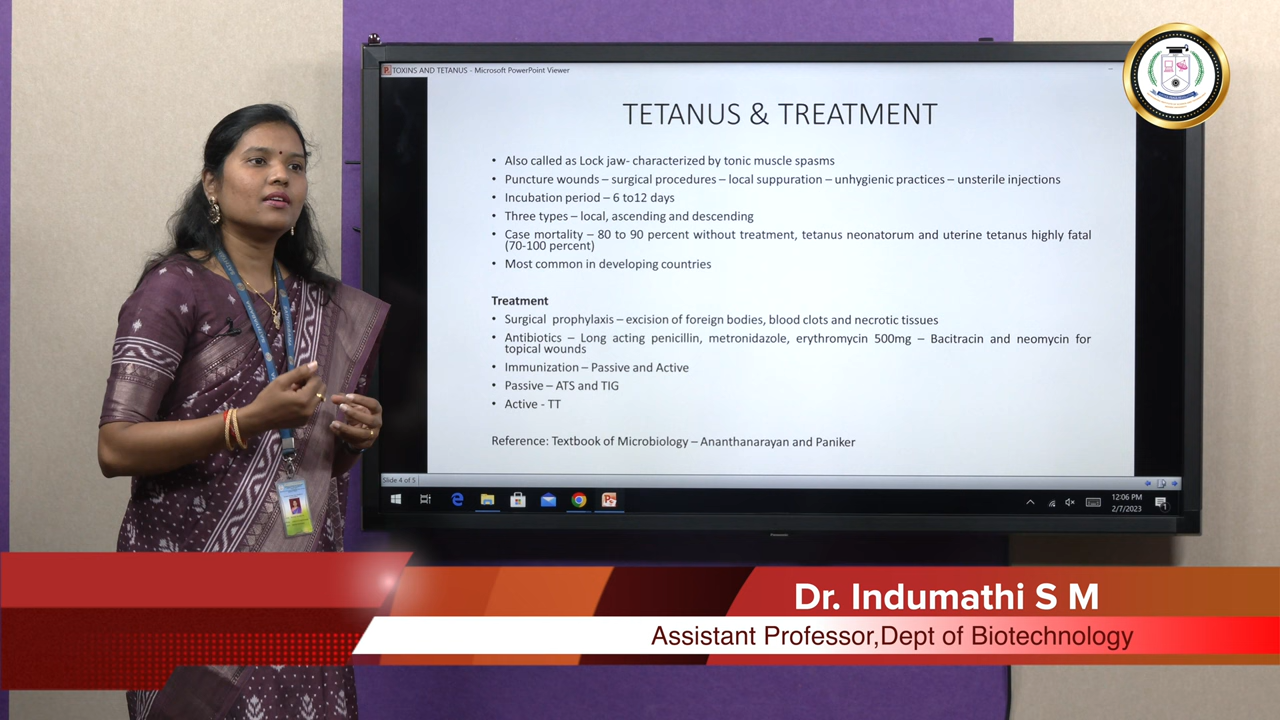 TOXINS AND TETANUS - Microsoft PowerPoint Viewer
TETANUS & TREATMENT
• Also called as Lock jaw- characterized by tonic muscle spasms
• Puncture wounds – surgical procedures – local suppuration – unhygienic practices – unsterile injections
• Incubation period – 6 to12 days
• Three types – local, ascending and descending
• Case mortality – 80 to 90 percent without treatment, tetanus neonatorum and uterine tetanus highly fatal
(70-100 percent)
• Most common in developing countries
Treatment
• Surgical prophylaxis – excision of foreign bodies, blood clots and necrotic tissues
• Antibiotics – Long acting penicillin, metronidazole, erythromycin 500mg – Bacitracin and neomycin for
topical wounds
• Immunization – Passive and Active
• Passive – ATS and TIG
• Active - TT
Reference: Textbook of Microbiology – Ananthanarayan and Paniker
Slide 4 of 5
12:06 PM
2/7/2023
Panasonic
Dr. Indumathi S M
Assistant Professor,Dept of Biotechnology